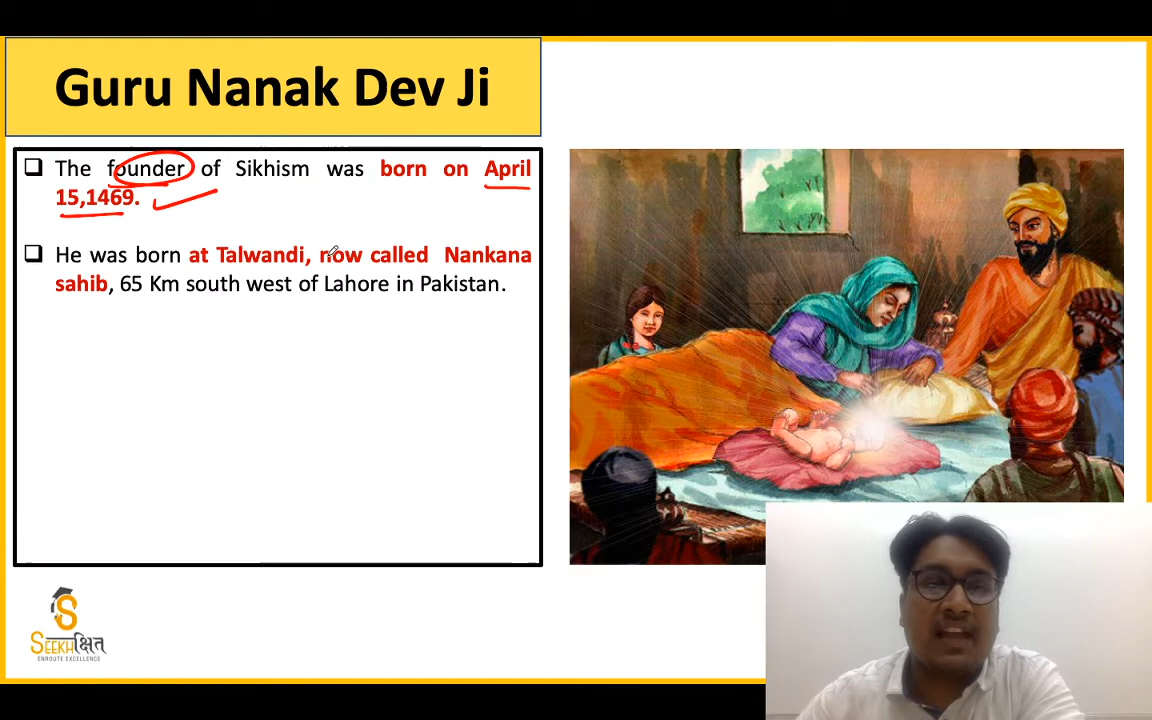 Guru Nanak Dev Ji
❑ The founder of Sikhism was born on April
15,1469.
❑ He was born at Talwandi, now called Nankana
sahib, 65 Km south west of Lahore in Pakistan.
S
SEEKHक्षित
ENROUTE EXCELLENCE